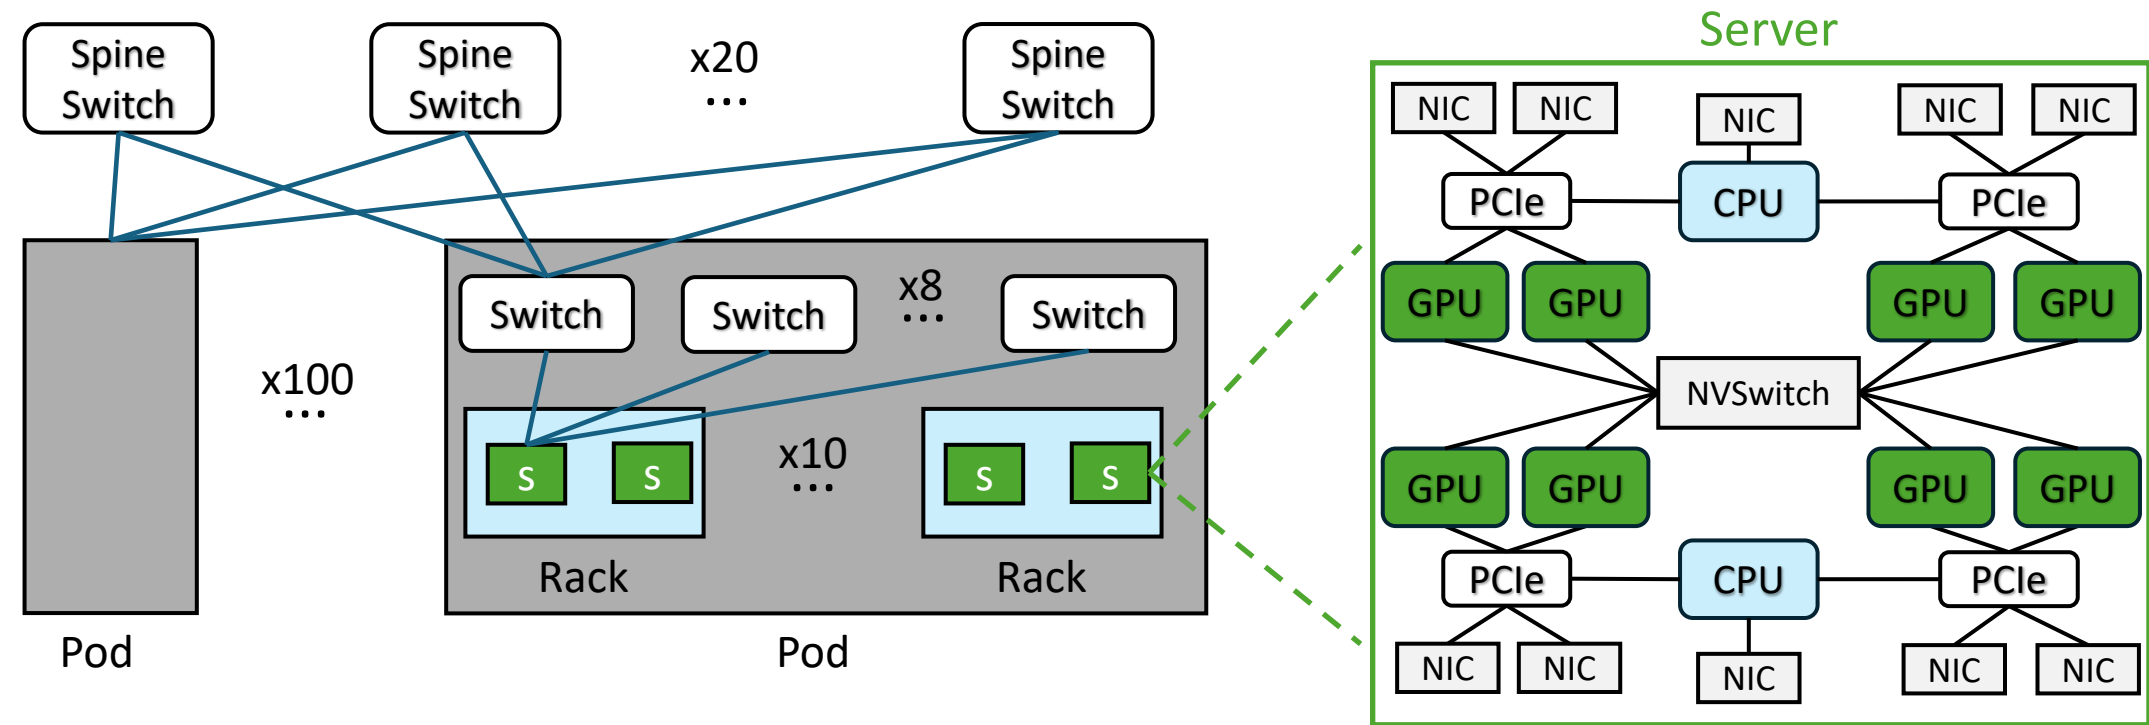 Spine
Switch
Spine
Switch
x20
...
Spine
Switch
x100
...
Pod
Switch
Switch
x8
...
Switch
S
S
x10
...
S
S
Rack
Rack
Pod
Server
NIC
NIC
NIC
NIC
NIC
PCIe
CPU
PCIe
GPU
GPU
GPU
GPU
NVSwitch
GPU
GPU
GPU
GPU
PCIe
CPU
PCIe
NIC
NIC
NIC
NIC
NIC